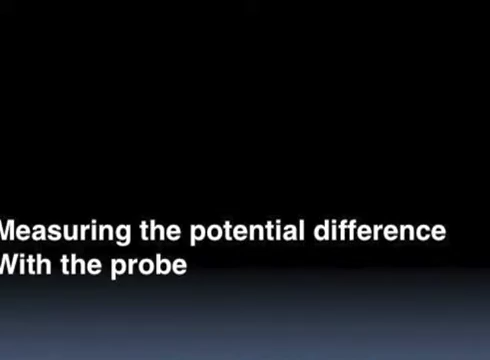 Measuring the potential difference
With the probe